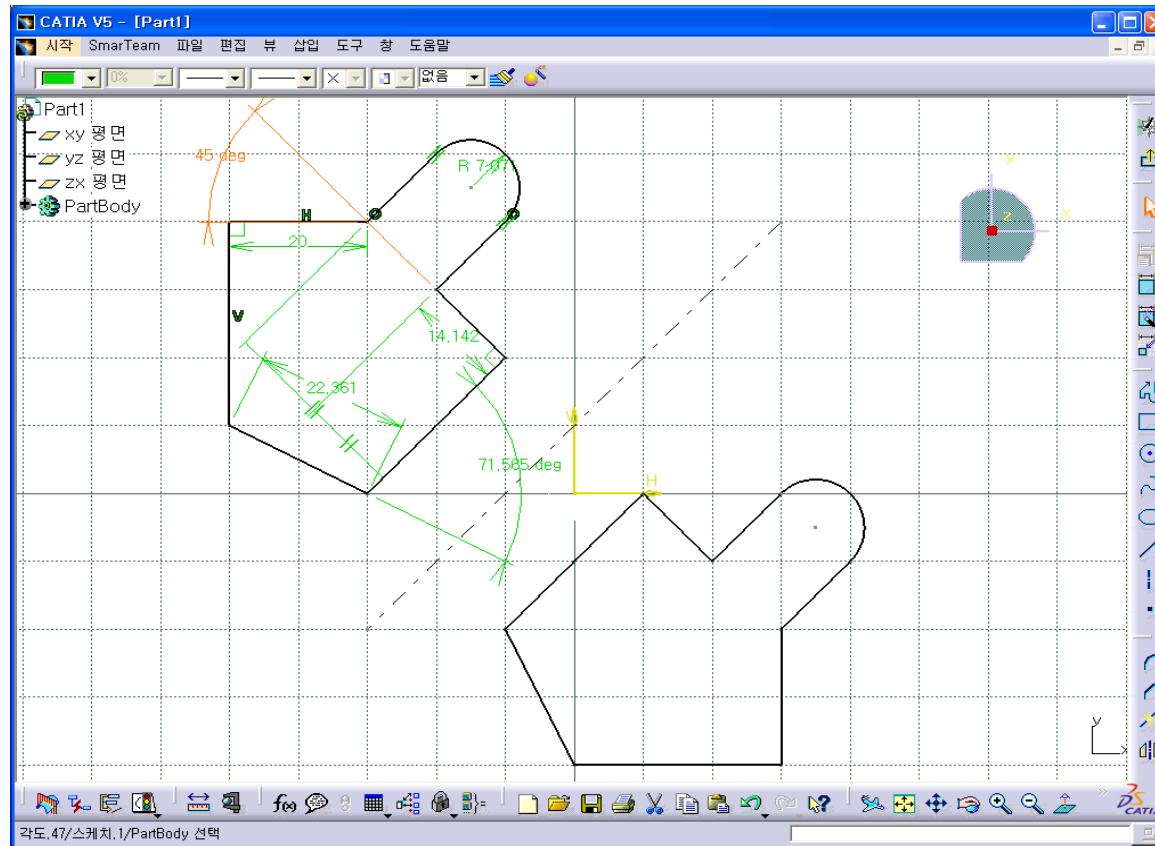 CATIA V5 - [Part1]
시작 SmarTeam 파일 편집 뷰 삽입 도구 창 도움말
0% 없음
Part1
xy 평면
yz 평면
zx 평면
PartBody
45 deg
R 7.07
H
20
V
14,142
22,361
71,565 deg
V
H
y
z x
y
x
f(x)
DS
CATIA
각도.47/스케치.1/PartBody 선택